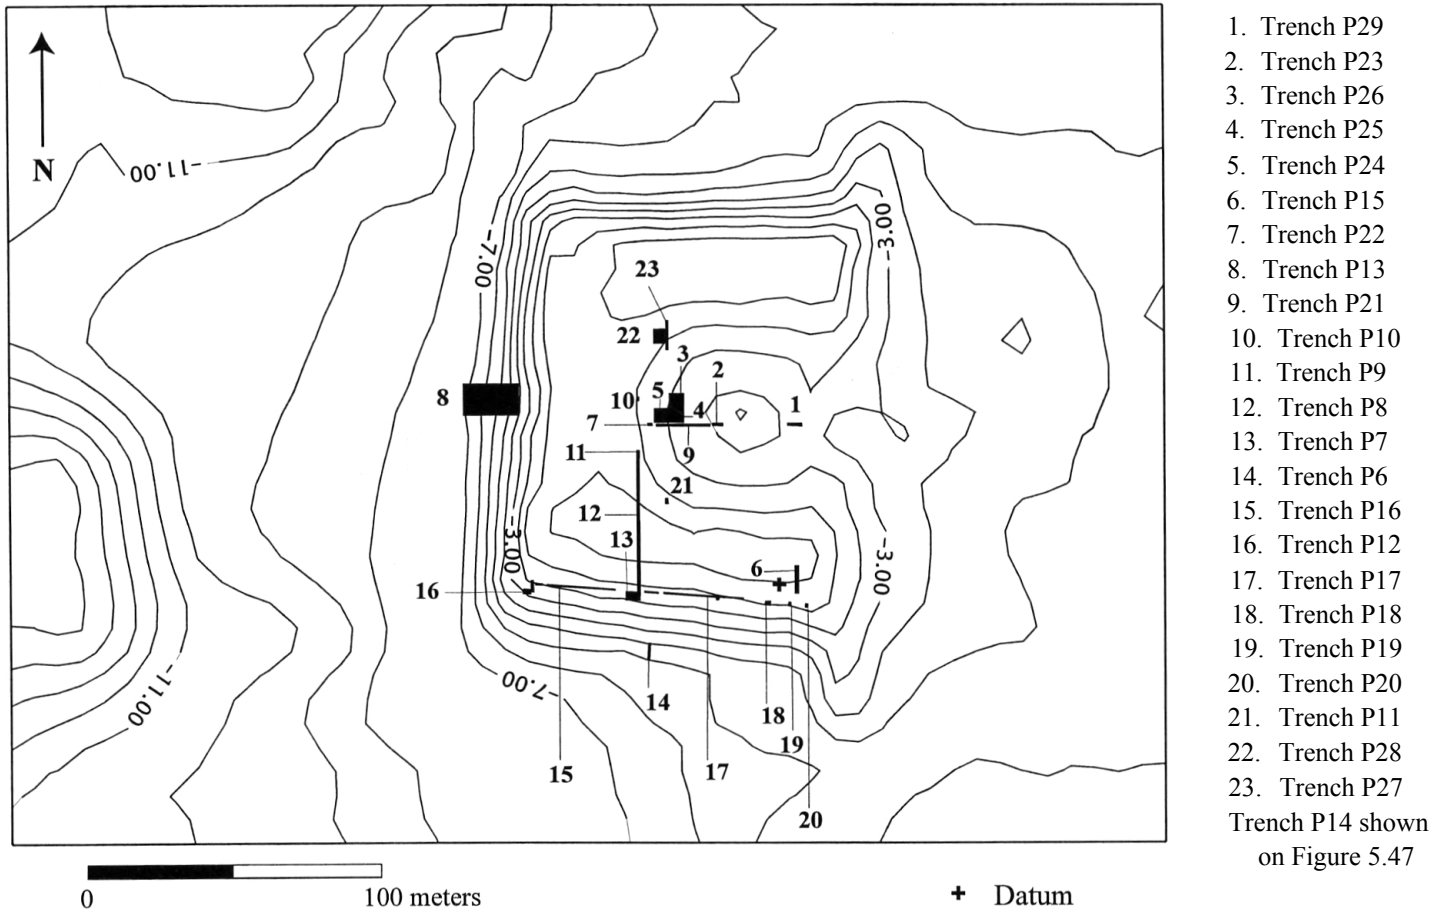 N
-11.00
-7.00
-3.00
23
22
3
2
8
10
5
4
1
7
9
11
21
12
-3.00
13
6
-3.00
16
-11.00
-7.00
14
18
19
15
17
20
0
100 meters
+ Datum
1. Trench P29
2. Trench P23
3. Trench P26
4. Trench P25
5. Trench P24
6. Trench P15
7. Trench P22
8. Trench P13
9. Trench P21
10. Trench P10
11. Trench P9
12. Trench P8
13. Trench P7
14. Trench P6
15. Trench P16
16. Trench P12
17. Trench P17
18. Trench P18
19. Trench P19
20. Trench P20
21. Trench P11
22. Trench P28
23. Trench P27
Trench P14 shown
on Figure 5.47